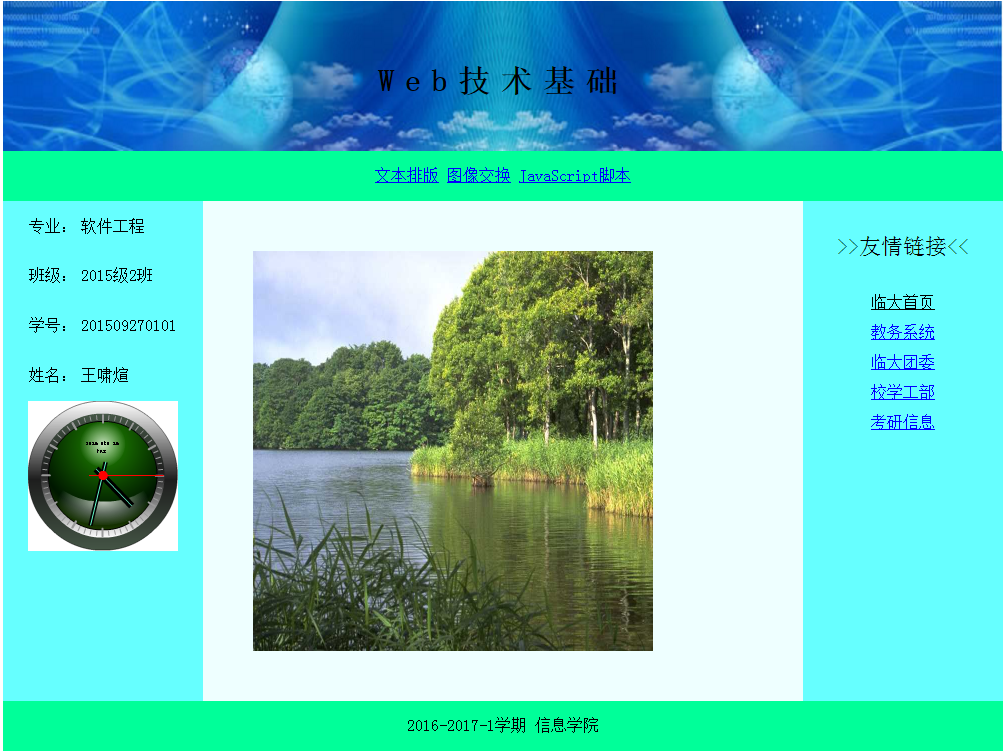 Web技术基础
文本排版 图像交换 JavaScript脚本
专业： 软件工程
班级： 2015级2班
学号： 201509270101
姓名： 王啸煊
>>友情链接<<
临大首页
教务系统
临大团委
校学工部
考研信息
2016-2017-1学期 信息学院